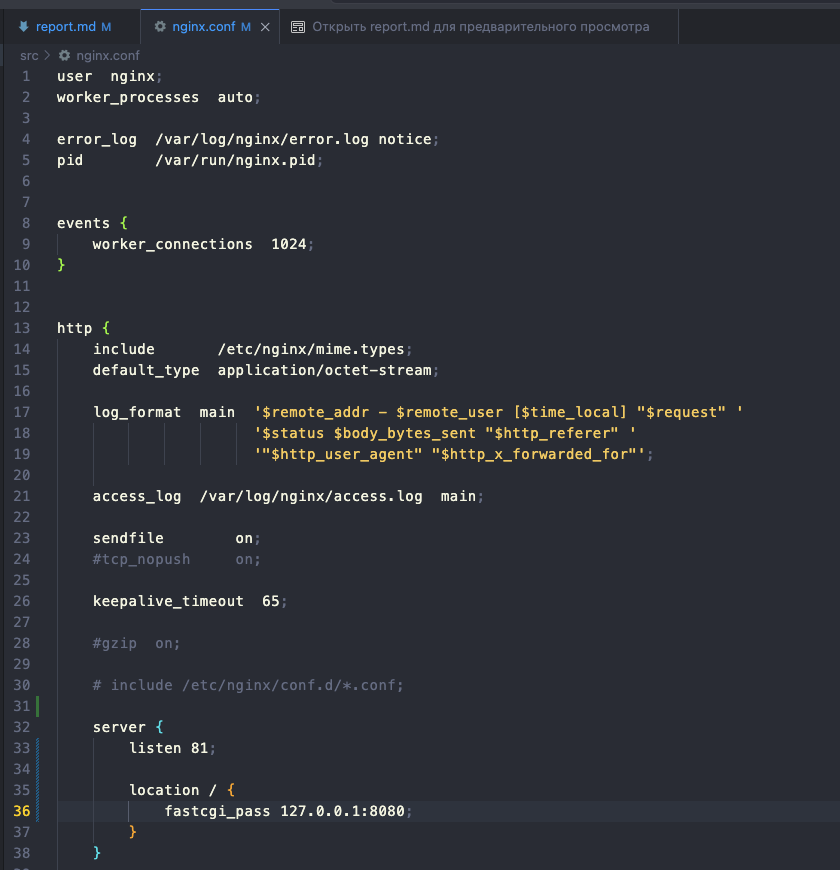 report.md M nginx.conf M Открыть report.md для предварительного просмотра
src > nginx.conf
1 user  nginx;
2 worker_processes  auto;
3
4 error_log  /var/log/nginx/error.log notice;
5 pid        /var/run/nginx.pid;
6
7
8 events {
9     worker_connections  1024;
10 }
11
12
13 http {
14     include       /etc/nginx/mime.types;
15     default_type  application/octet-stream;
16
17     log_format  main  '$remote_addr - $remote_user [$time_local] "$request" '
18                       '$status $body_bytes_sent "$http_referer" '
19                       '"$http_user_agent" "$http_x_forwarded_for"';
20
21     access_log  /var/log/nginx/access.log  main;
22
23     sendfile        on;
24     #tcp_nopush     on;
25
26     keepalive_timeout  65;
27
28     #gzip  on;
29
30     # include /etc/nginx/conf.d/*.conf;
31
32     server {
33         listen 81;
34
35         location / {
36             fastcgi_pass 127.0.0.1:8080;
37         }
38     }